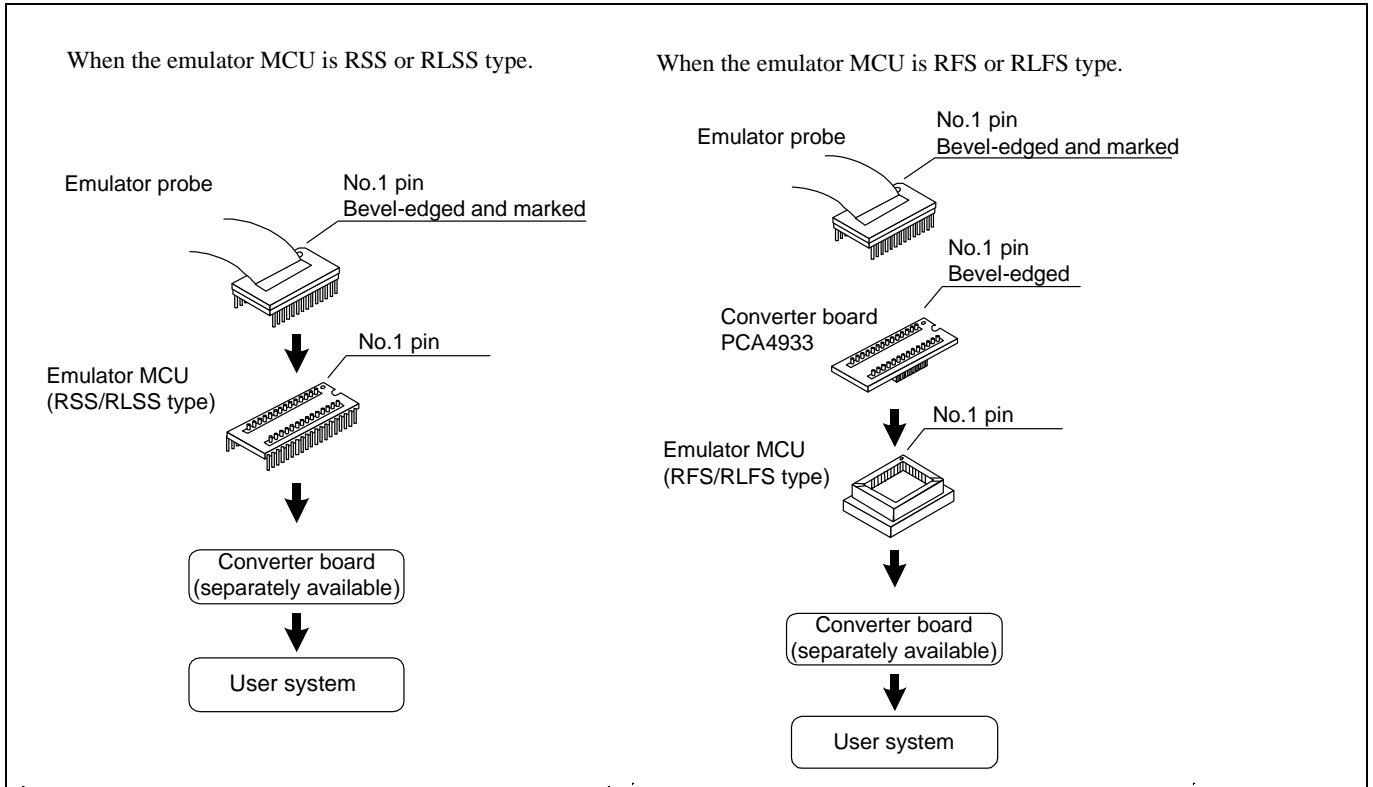 When the emulator MCU is RSS or RLSS type.
Emulator probe
No.1 pin
Bevel-edged and marked
No.1 pin
Emulator MCU
(RSS/RLSS type)
Converter board
(separately available)
User system
When the emulator MCU is RFS or RLFS type.
Emulator probe
No.1 pin
Bevel-edged and marked
No.1 pin
Bevel-edged
Converter board
PCA4933
No.1 pin
Emulator MCU
(RFS/RLFS type)
Converter board
(separately available)
User system